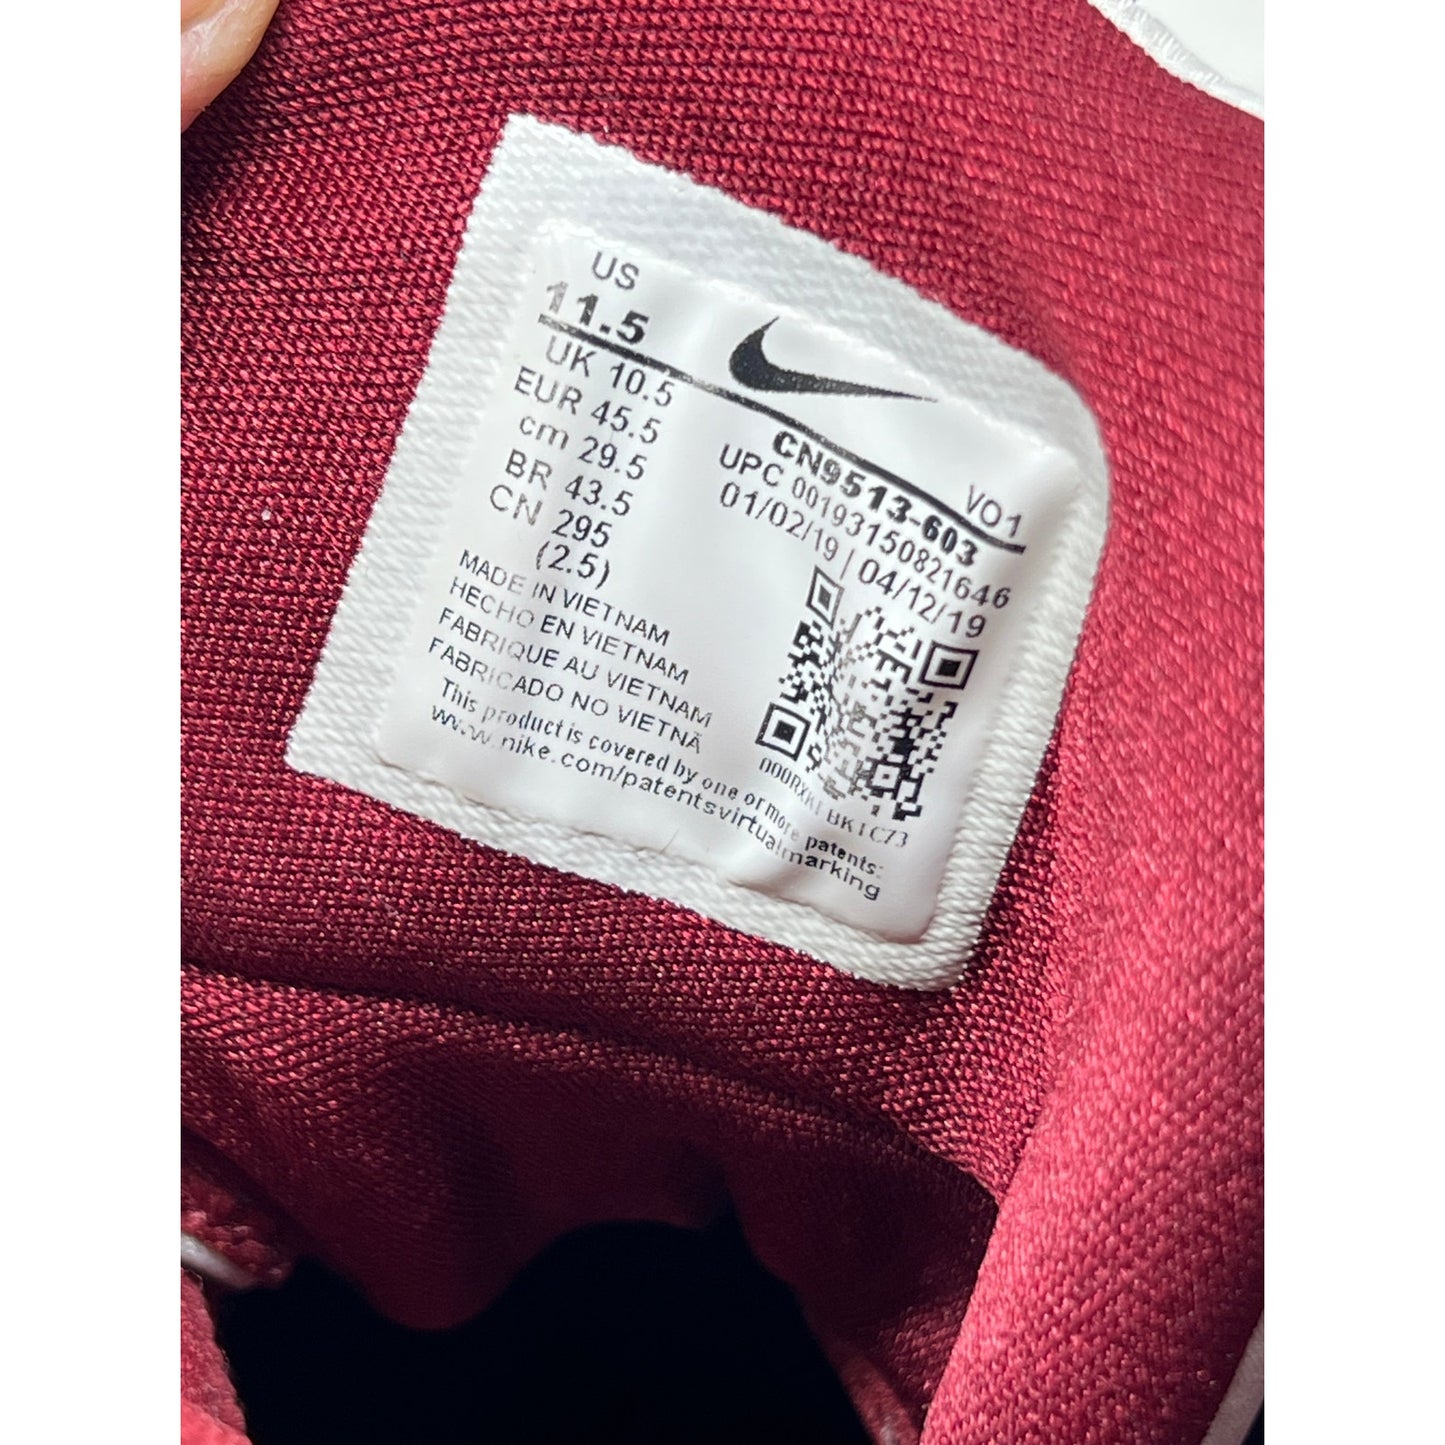 US
11.5
UK 10.5
EUR 45.5
cm 29.5
BR 43.5
CN 295
(2.5)
VO1
CN9513-603
UPC 00193150821646
01/02/19 | 04/12/19
MADE IN VIETNAM
HECHO EN VIETNAM
FABRIQUE AU VIETNAM
FABRICADO NO VIETNÃ
This product is covered by one or more patents:
www.nike.com/patentsvirtualmarking